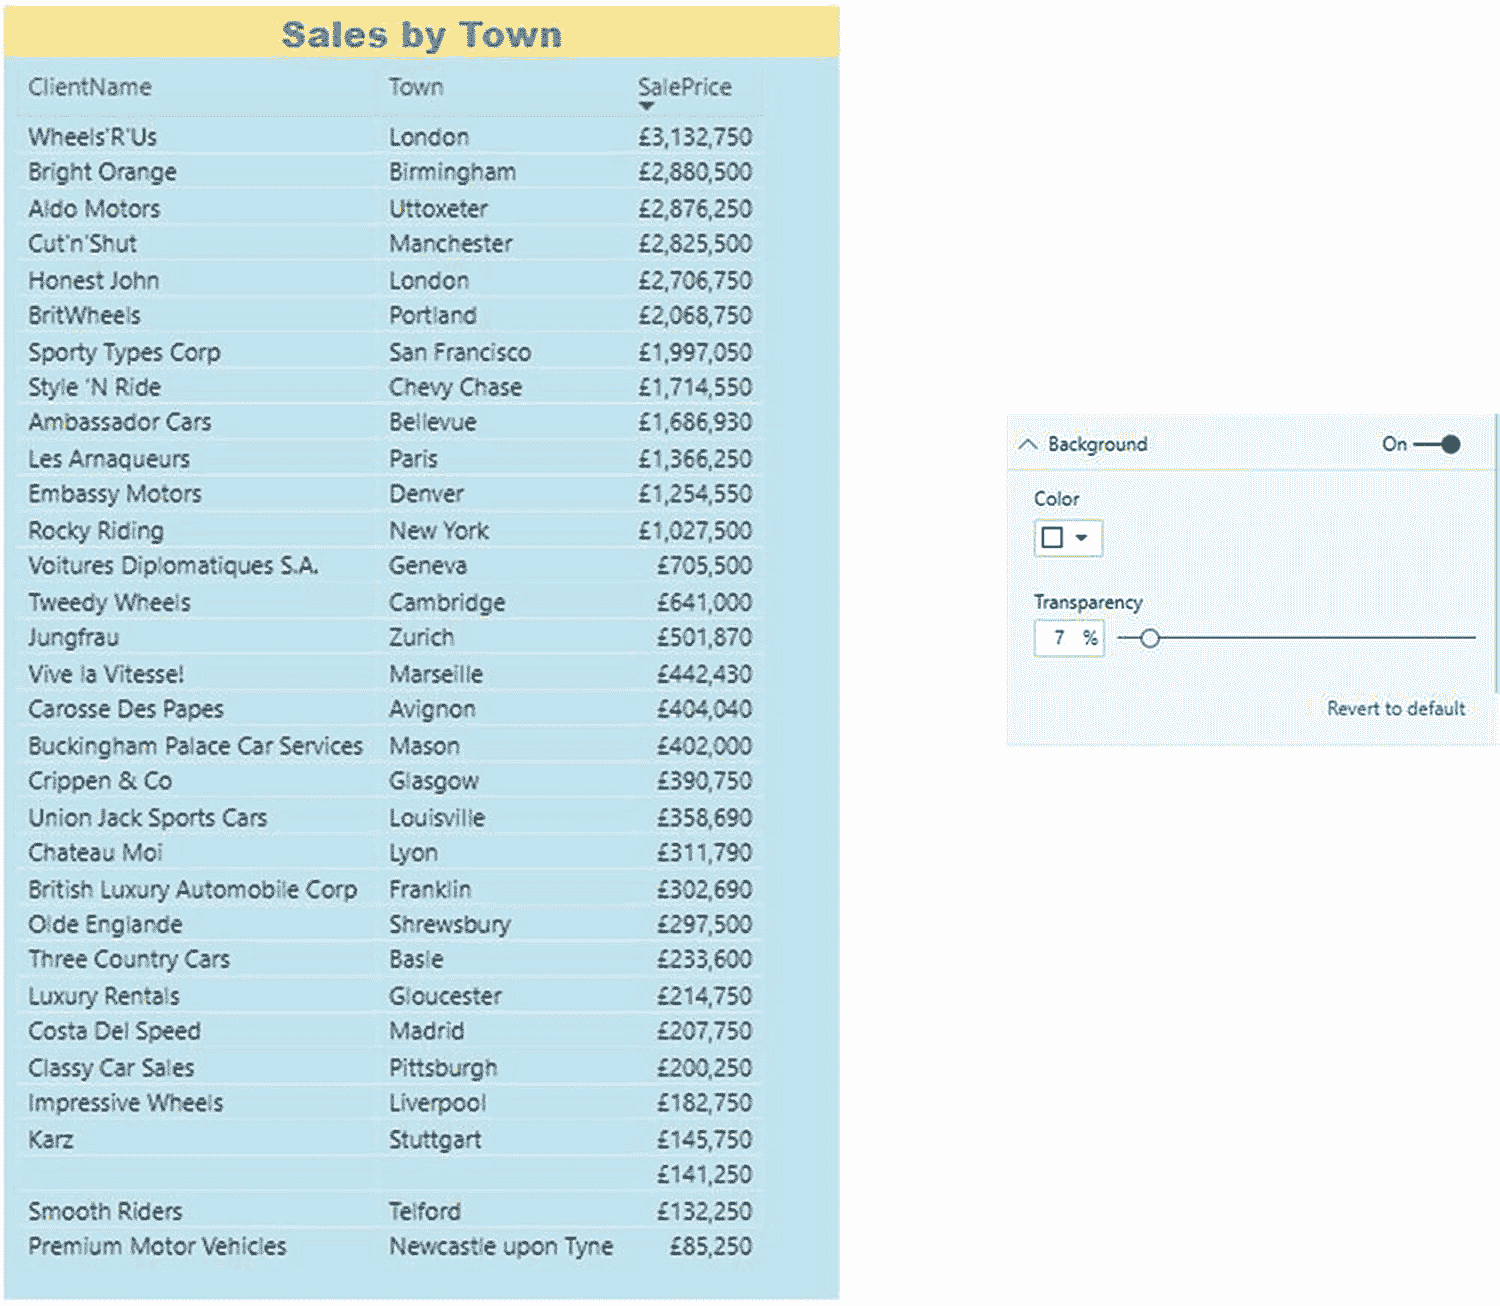 Sales by Town
ClientName Town SalePrice
Wheels'R'Us London £3,132,750
Bright Orange Birmingham £2,880,500
Aldo Motors Uttoxeter £2,876,250
Cut'n'Shut Manchester £2,825,500
Honest John London £2,706,750
BritWheels Portland £2,068,750
Sporty Types Corp San Francisco £1,997,050
Style 'N Ride Chevy Chase £1,714,550
Ambassador Cars Bellevue £1,686,930
Les Arnaqueurs Paris £1,366,250
Embassy Motors Denver £1,254,550
Rocky Riding New York £1,027,500
Voitures Diplomatiques S.A. Geneva £705,500
Tweedy Wheels Cambridge £641,000
Jungfrau Zurich £501,870
Vive la Vitesse! Marseille £442,430
Carosse Des Papes Avignon £404,040
Buckingham Palace Car Services Mason £402,000
Crippen & Co Glasgow £390,750
Union Jack Sports Cars Louisville £358,690
Chateau Moi Lyon £311,790
British Luxury Automobile Corp Franklin £302,690
Olde Englande Shrewsbury £297,500
Three Country Cars Basle £233,600
Luxury Rentals Gloucester £214,750
Costa Del Speed Madrid £207,750
Classy Car Sales Pittsburgh £200,250
Impressive Wheels Liverpool £182,750
Karz Stuttgart £145,750
£141,250
Smooth Riders Telford £132,250
Premium Motor Vehicles Newcastle upon Tyne £85,250
Background On
Color
Transparency
7 %
Revert to default